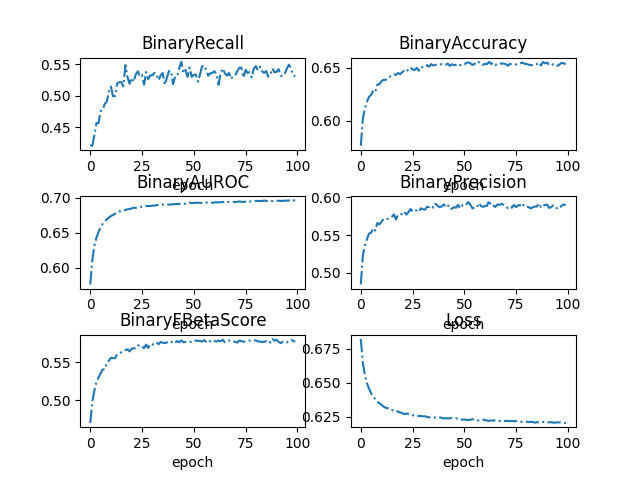 BinaryRecall
BinaryAccuracy
0.55
0.50
0.45
0.65
0.60
0 25 50 75 100
0 25 50 75 100
epoch
epoch
BinaryAUROC
BinaryPrecision
0.70
0.65
0.60
0.60
0.55
0.50
0 25 50 75 100
0 25 50 75 100
epoch
epoch
BinaryFBetaScore
Loss
0.55
0.50
0.675
0.650
0.625
0 25 50 75 100
0 25 50 75 100
epoch
epoch